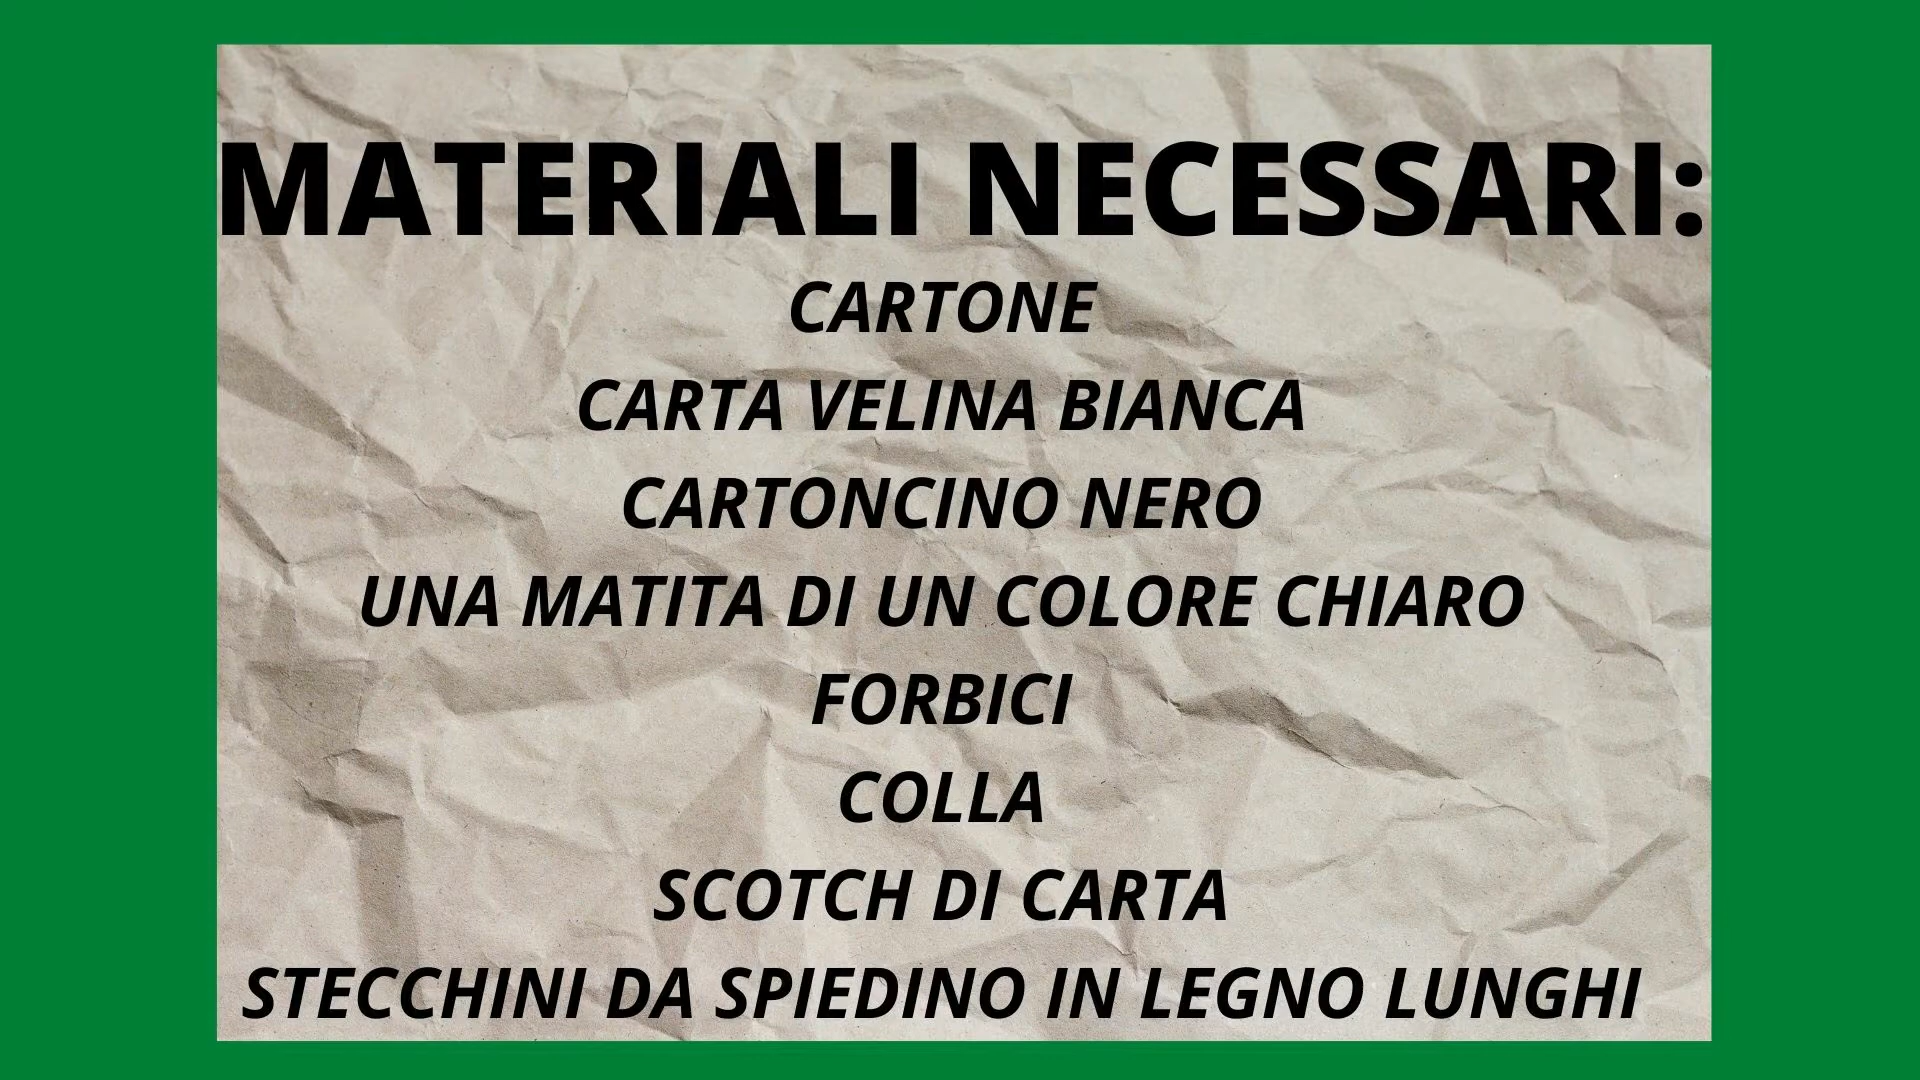 MATERIALI NECESSARI:
CARTONE
CARTA VELINA BIANCA
CARTONCINO NERO
UNA MATITA DI UN COLORE CHIARO
FORBICI
COLLA
SCOTCH DI CARTA
STECCHINI DA SPIEDINO IN LEGNO LUNGHI